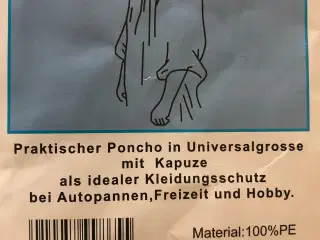 Praktischer Poncho in Universalgrosse
mit Kapuze
als idealer Kleidungsschutz
bei Autopannen,Freizeit und Hobby.
Material:100%PE